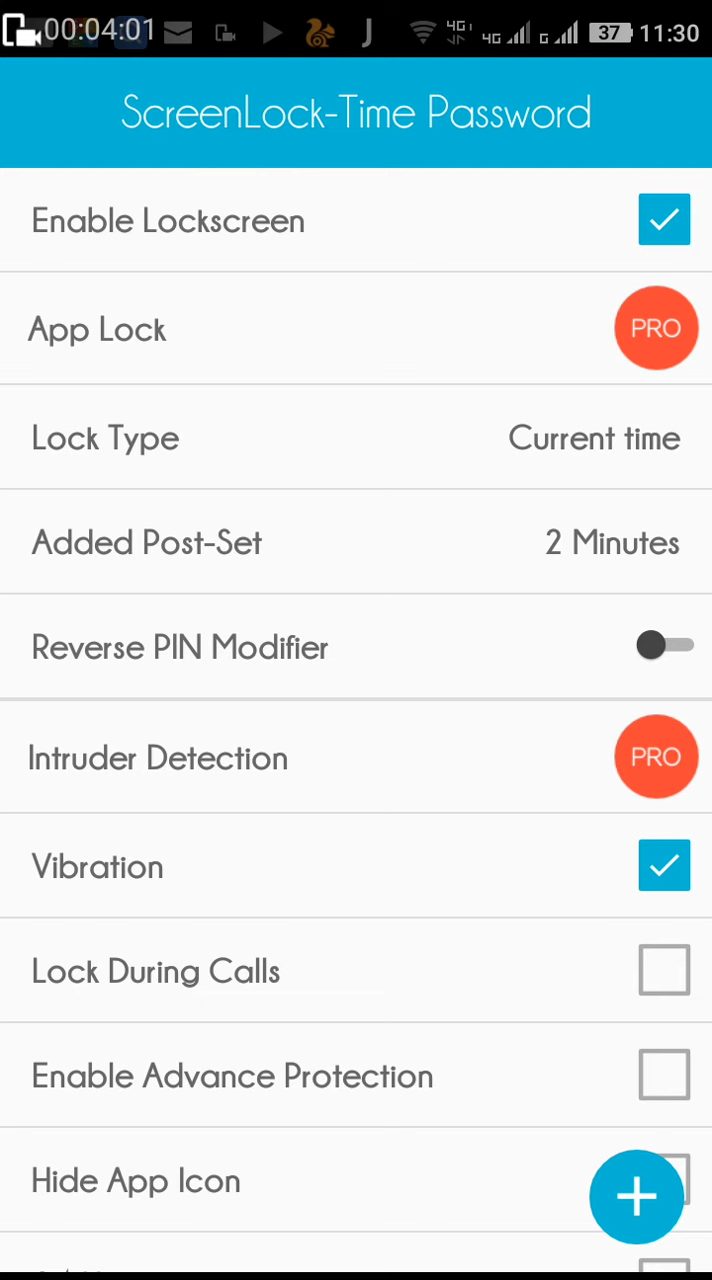 00:04:01 J 4G 4G G 37 11:30
ScreenLock-Time Password
Enable Lockscreen
App Lock PRO
Lock Type Current time
Added Post-Set 2 Minutes
Reverse PIN Modifier
Intruder Detection PRO
Vibration
Lock During Calls
Enable Advance Protection
Hide App Icon